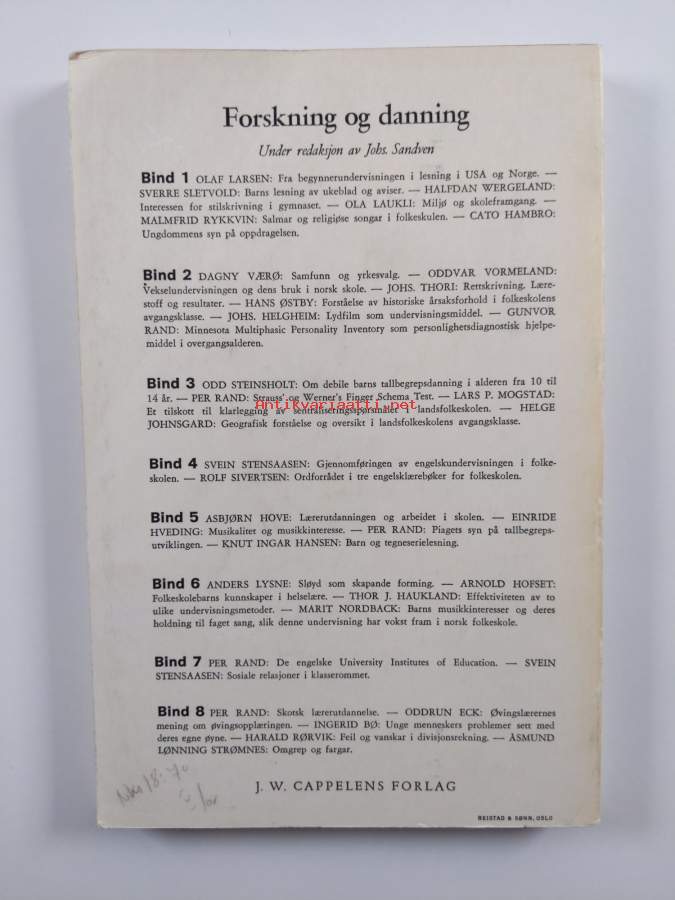 Forskning og danning
Under redaksjon av Johs. Sandven
Bind 1 OLAF LARSEN: Fra begynnerundervisningen i lesning i USA og Norge. —
SVERRE SLETVOLD: Barns lesning av ukeblad og aviser. — HALFDAN WERGELAND:
Interessen for stilskrivning i gymnaset. — OLA LAUKLI: Miljø og skoleframgang. —
MALMFRID RYKKVIN: Salmar og religiøse songar i folkeskulen. — CATO HAMBRO:
Ungdommens syn på oppdragelsen.
Bind 2 DAGNY VÆRØ: Samfunn og yrkesvalg. — ODDVAR VORMELAND:
Vekselundervisningen og dens bruk i norsk skole. — JOHS. THORI: Rettskrivning. Lære-
stoff og resultater. — HANS ØSTBY: Forståelse av historiske årsaksforhold i folkeskolens
avgangsklasse. — JOHS. HELGHEIM: Lydfilm som undervisningsmiddel. — GUNVOR
RAND: Minnesota Multiphasic Personality Inventory som personlighetsdiagnostisk hjelpe-
middel i overgangsalderen.
Bind 3 ODD STEINSHOLT: Om debile barns tallbegrepsdanning i alderen fra 10 til
14 år. — PER RAND: Strauss' og Werner's Finger Schema Test. — LARS P. MOGSTAD:
Antikvariaatti.net
Et tilskott til klarlegging av sentraliseringsspørsmålet i landsfolkeskolen. — HELGE
JOHNSGARD: Geografisk forståelse og oversikt i landsfolkeskolens avgangsklasse.
Bind 4 SVEIN STENSAASEN: Gjennomføringen av engelskundervisningen i folke-
skolen. — ROLF SIVERTSEN: Ordforrådet i tre engelsklærebøker for folkeskolen.
Bind 5 ASBJØRN HOVE: Lærerutdanningen og arbeidet i skolen. — EINRIDE
HVEDING: Musikalitet og musikkinteresse. — PER RAND: Piagets syn på tallbegreps-
utviklingen. — KNUT INGAR HANSEN: Barn og tegneserielesning.
Bind 6 ANDERS LYSNE: Sløyd som skapande forming. — ARNOLD HOFSET:
Folkeskolebarns kunnskaper i helselære. — THOR J. HAUKLAND: Effektiviteten av to
ulike undervisningsmetoder. — MARIT NORDBACK: Barns musikkinteresser og deres
holdning til faget sang, slik denne undervisning har vokst fram i norsk folkeskole.
Bind 7 PER RAND: De engelske University Institutes of Education. — SVEIN
STENSAASEN: Sosiale relasjoner i klasserommet.
Bind 8 PER RAND: Skotsk lærerutdannelse. — ODDRUN ECK: Øvingslærernes
mening om øvingsopplæringen. — INGERID BØ: Unge menneskers problemer sett med
deres egne øyne. — HARALD RØRVIK: Feil og vanskar i divisjonsrekning. — ÅSMUND
LØNNING STRØMNES: Omgrep og fargar.
J. W. CAPPELENS FORLAG
REISTAD & SØNN, OSLO